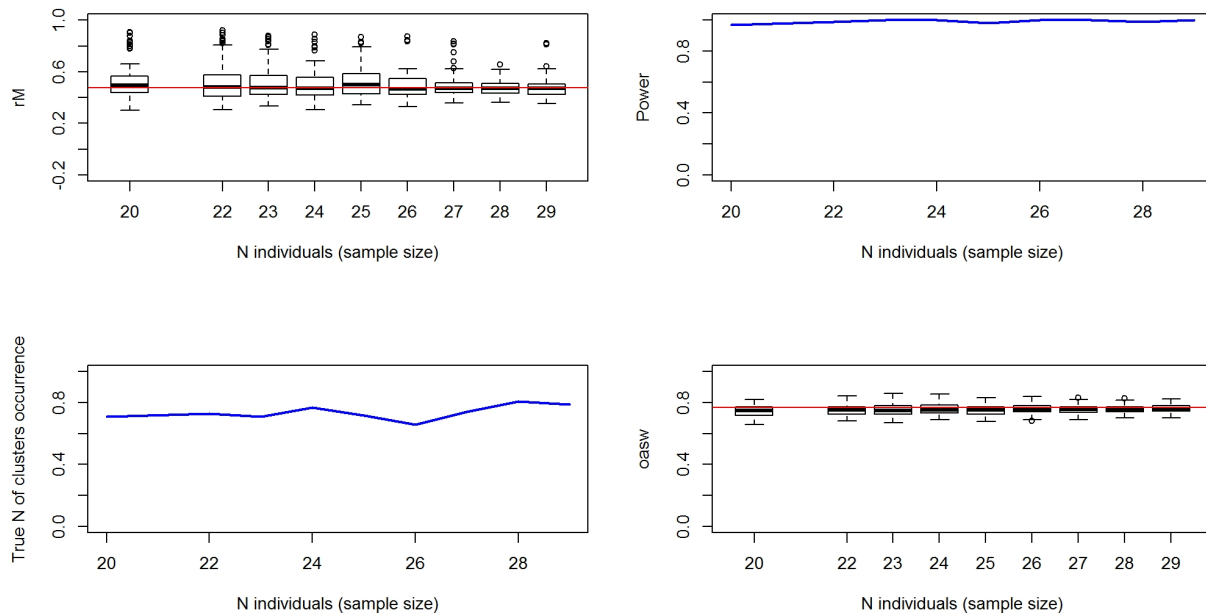 rM
1.0
0.6
0.2
-0.2
20 22 23 24 25 26 27 28 29
N individuals (sample size)
Power
0.8
0.4
0.0
20 22 24 26 28
N individuals (sample size)
True N of clusters occurrence
0.8
0.4
0.0
20 22 24 26 28
N individuals (sample size)
oasw
0.8
0.4
0.0
20 22 23 24 25 26 27 28 29
N individuals (sample size)